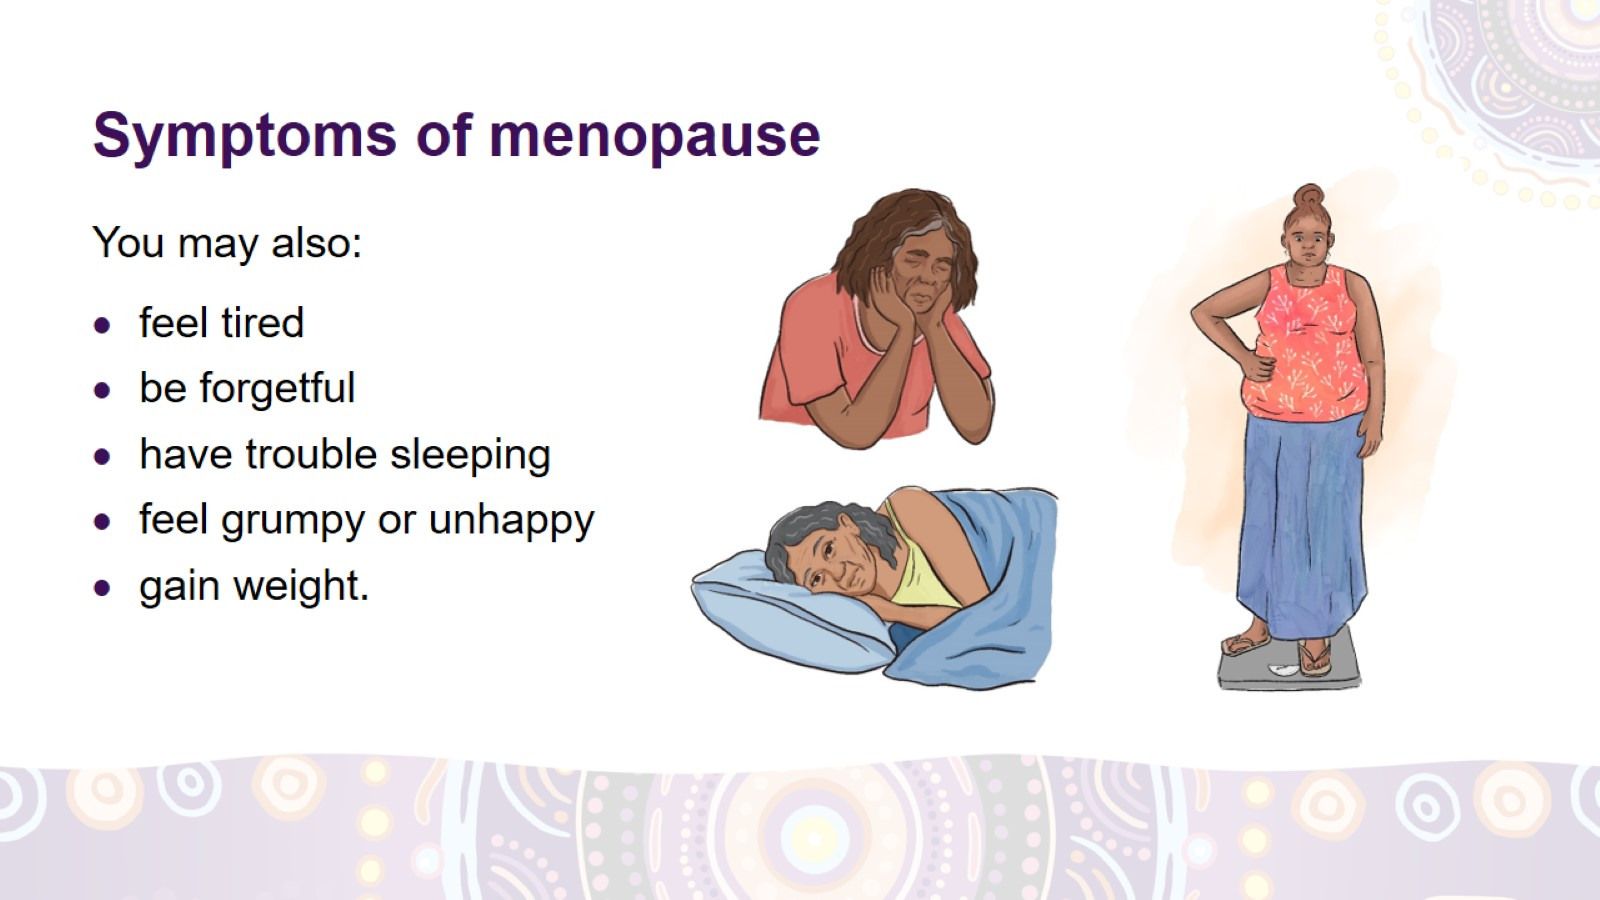 Symptoms of menopause
You may also:
• feel tired
• be forgetful
• have trouble sleeping
• feel grumpy or unhappy
• gain weight.